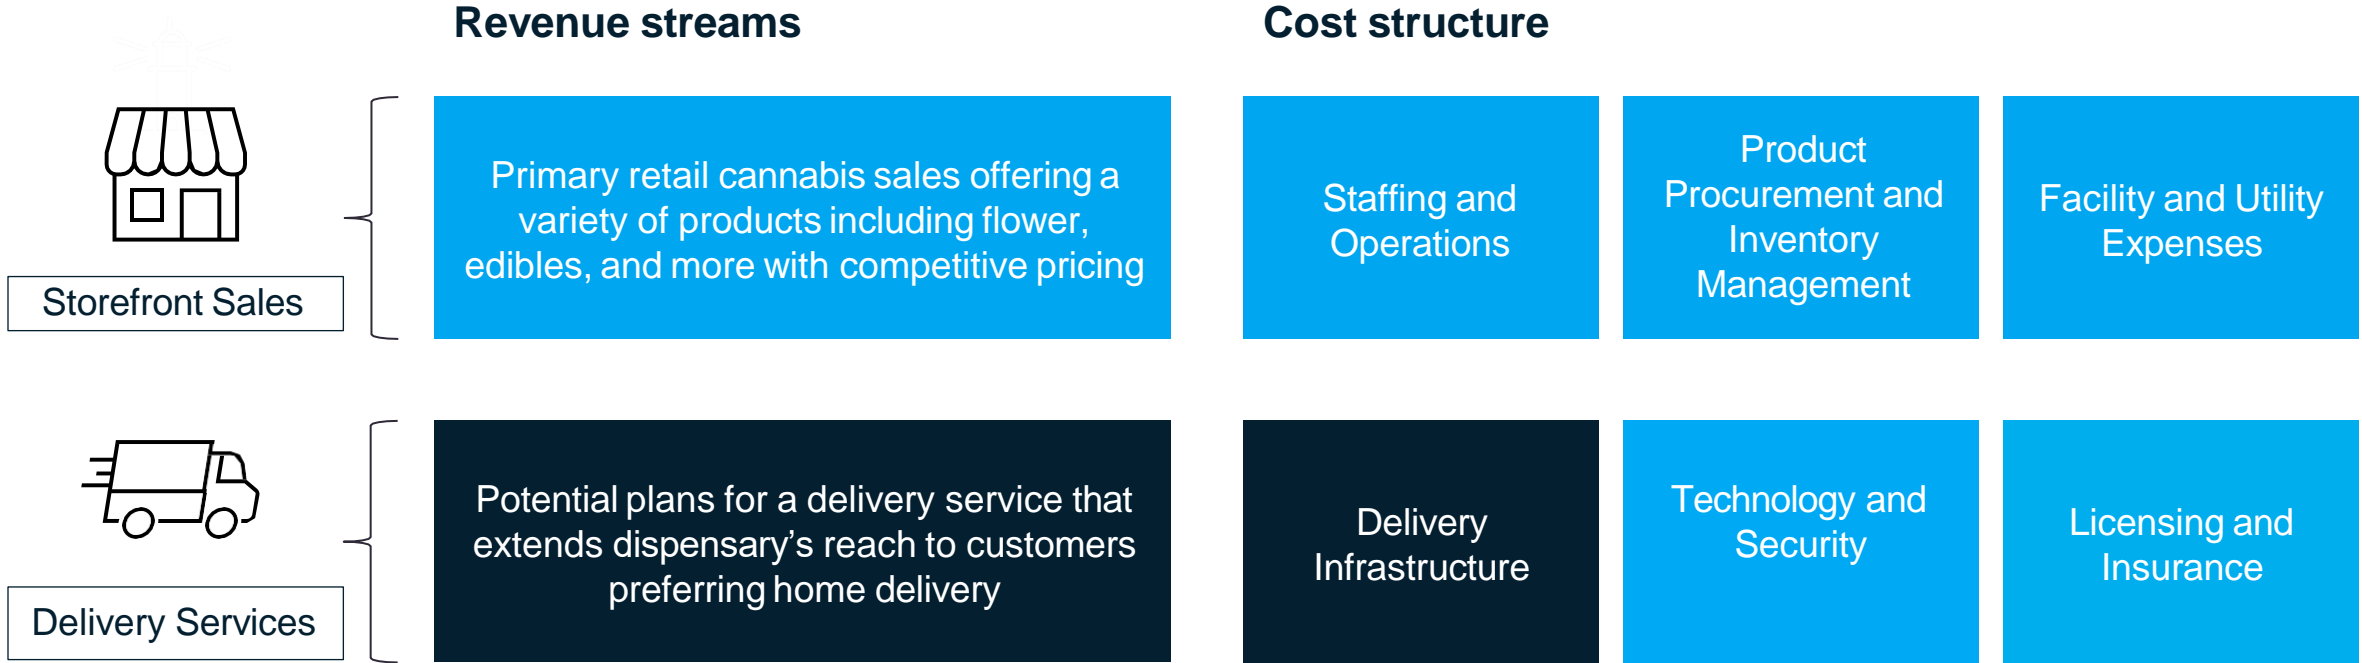 Revenue streams
Cost structure
Storefront Sales
Primary retail cannabis sales offering a
variety of products including flower,
edibles, and more with competitive pricing
Staffing and
Operations
Product
Procurement and
Inventory
Management
Facility and Utility
Expenses
Delivery Services
Potential plans for a delivery service that
extends dispensary’s reach to customers
preferring home delivery
Delivery
Infrastructure
Technology and
Security
Licensing and
Insurance